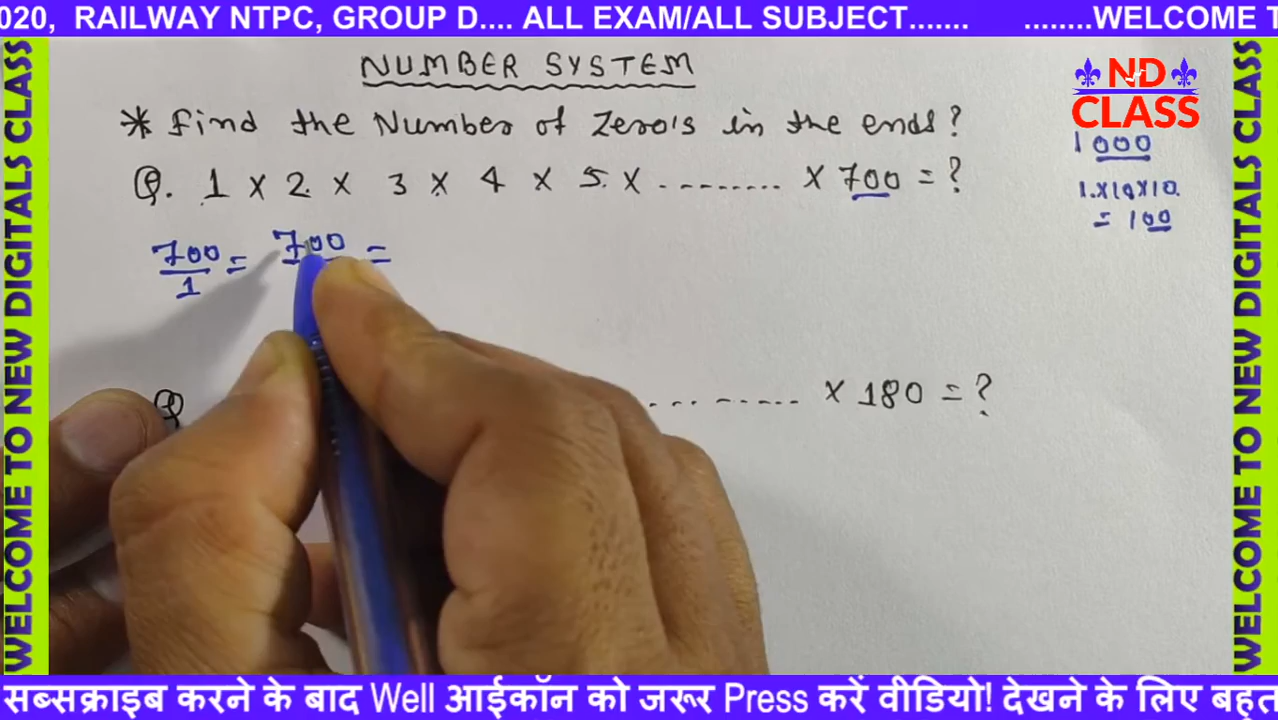 020, RAILWAY NTPC, GROUP D.... ALL EXAM/ALL SUBJECT....... ........WELCOME T
NUMBER SYSTEM
ND
CLASS
* Find the Number of Zero's in the ends?
1000
Q. 1 X 2 X 3 X 4 X 5 X ......... X 700 = ?
1 X 10 X 10
= 100
700/1 = 700 =
Q ......... X 180 = ?
WELCOME TO NEW DIGITALS CLASS
WELCOME TO NEW DIGITALS CLASS
सब्सक्राइब करने के बाद Well आईकॉन को जरूर Press करें वीडियो! देखने के लिए बहुत